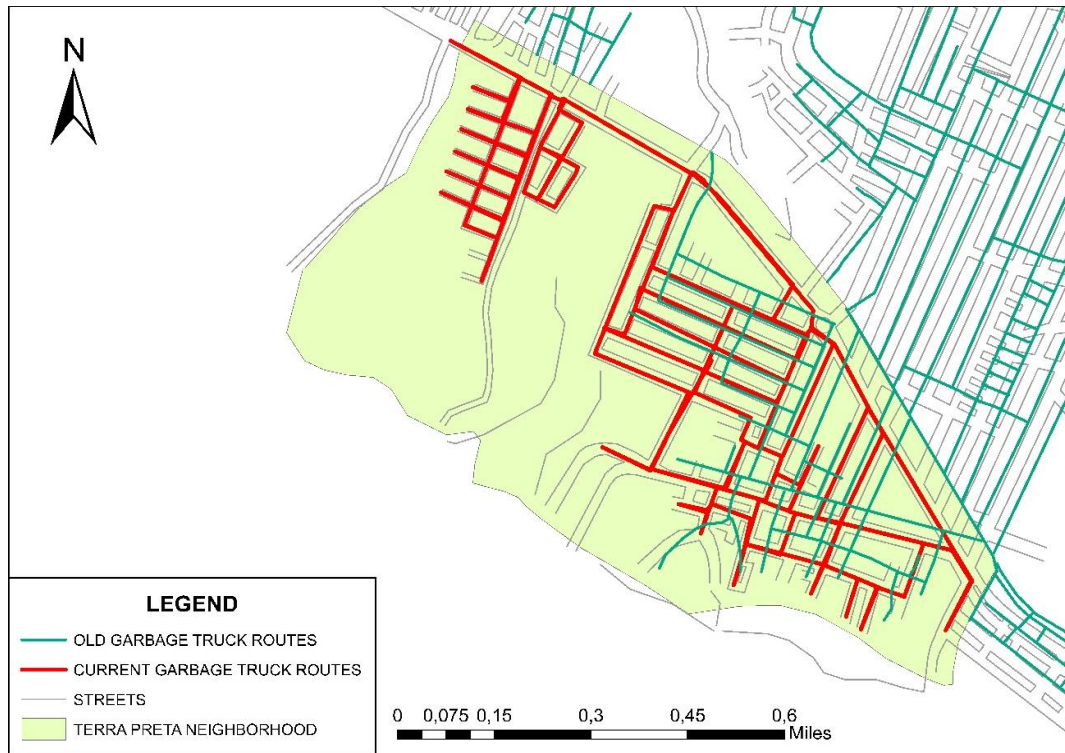 N
LEGEND
OLD GARBAGE TRUCK ROUTES
CURRENT GARBAGE TRUCK ROUTES
STREETS
TERRA PRETA NEIGHBORHOOD
0 0,075 0,15 0,3 0,45 0,6
Miles